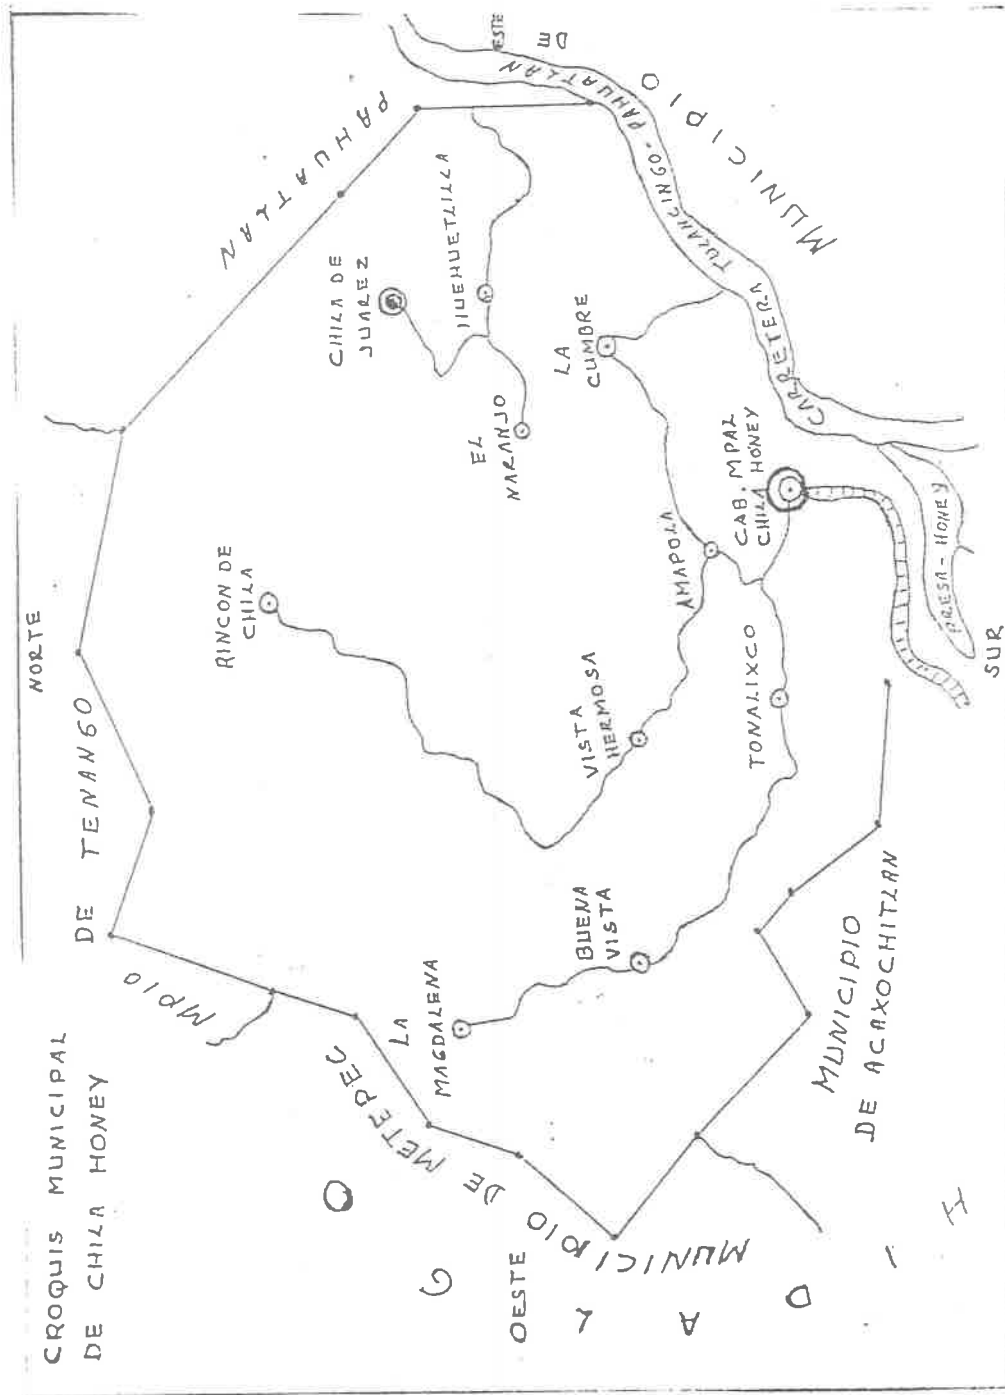 CROQUIS MUNICIPAL
DE CHILA HONEY
NORTE
MPIO DE TENANGO
PAHUATLAN
ESTE
MUNICIPIO DE
CARRETERA TULANCINGO-PAHUATLAN
CHILA DE
JUAREZ
HUEHUETLILLA
EL
NARANJO
LA
CUMBRE
RINCON DE
CHILA
CAB. MPAL
CHILA HONEY
AMAPOLA
VISTA
HERMOSA
TONALIXCO
BUENA
VISTA
LA
MAGDALENA
PRESA-HONEY
SUR
MUNICIPIO
DE ACAXOCHITLAN
MUNICIPIO DE METEPEC
OESTE
HIDALGO